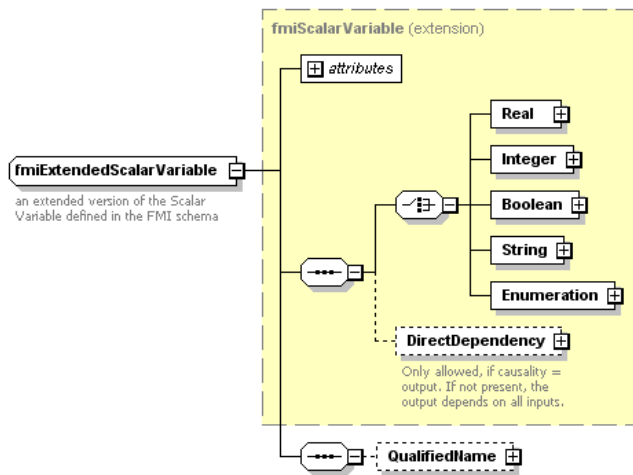 fmiScalarVariable (extension)
attributes
Real
fmiExtendedScalarVariable
Integer
an extended version of the Scalar
Variable defined in the FMI schema
Boolean
String
Enumeration
DirectDependency
Only allowed, if causality =
output. If not present, the
output depends on all inputs.
QualifiedName